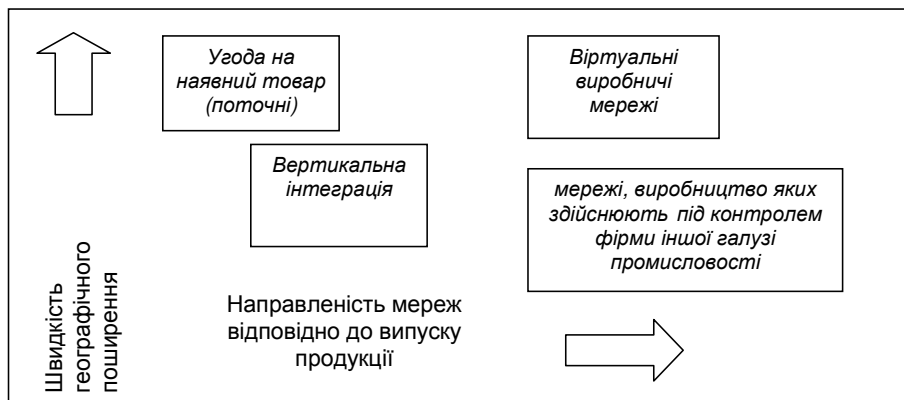 Угода на
наявний товар
(поточні)
Віртуальні
виробничі
мережі
Вертикальна
інтеграція
мережі, виробництво яких
здійснюють під контролем
фірми іншої галузі
промисловості
Швидкість
географічного
поширення
Направленість мереж
відповідно до випуску
продукції